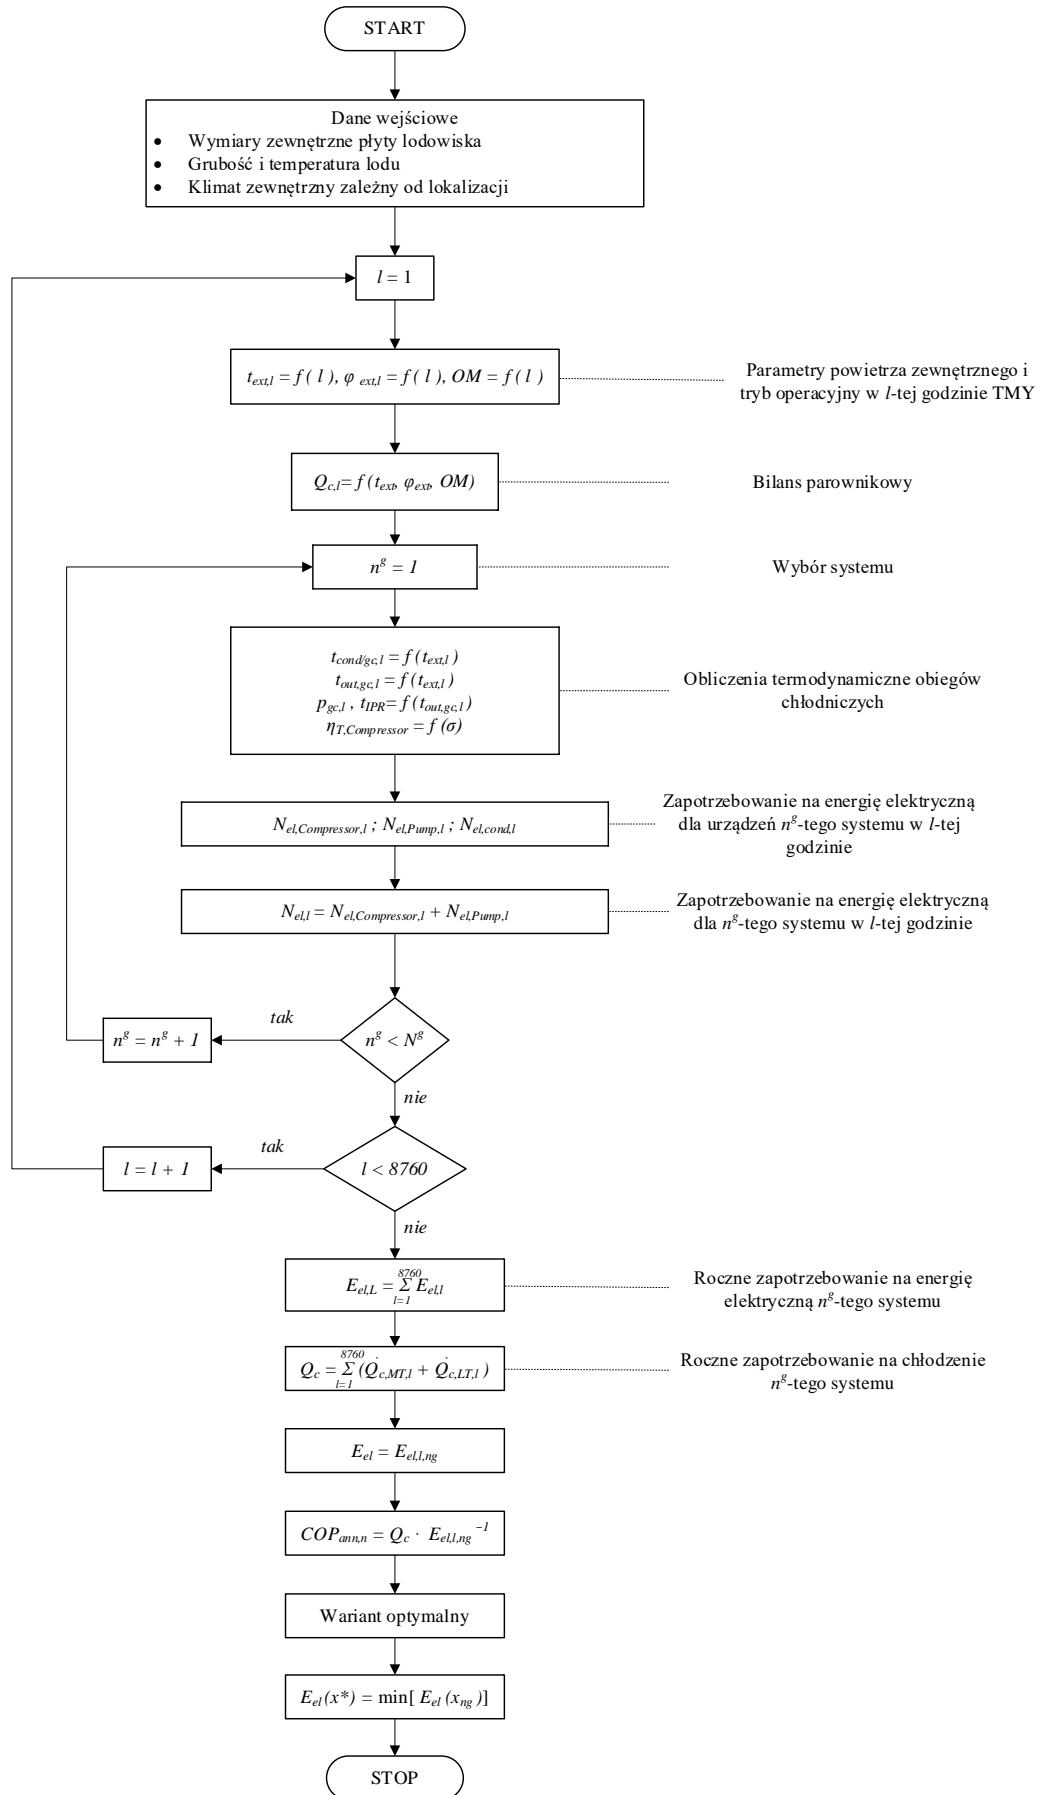 START
Dane wejściowe
• Wymiary zewnętrzne płyty lodowiska
• Grubość i temperatura lodu
• Klimat zewnętrzny zależny od lokalizacji
l = 1
t_ext,l = f( l ), φ_ext,l = f( l ), OM = f( l )
Parametry powietrza zewnętrznego i
tryb operacyjny w l-tej godzinie TMY
Q_c,l = f(t_ext, φ_ext, OM)
Bilans parownikowy
n^g = 1
Wybór systemu
t_cond/gc,l = f(t_ext,l)
t_out,gc,l = f(t_ext,l)
p_gc,l , t_IPR = f(t_out,gc,l)
η_T,Compressor = f(σ)
Obliczenia termodynamiczne obiegów
chłodniczych
N_el,Compressor,l ; N_el,Pump,l ; N_el,cond,l
Zapotrzebowanie na energię elektryczną
dla urządzeń n^g-tego systemu w l-tej
godzinie
N_el,l = N_el,Compressor,l + N_el,Pump,l
Zapotrzebowanie na energię elektryczną
dla n^g-tego systemu w l-tej godzinie
n^g < N^g
tak
n^g = n^g + 1
nie
l < 8760
tak
l = l + 1
nie
E_el,L = Σ_{l=1}^{8760} E_el,l
Roczne zapotrzebowanie na energię
elektryczną n^g-tego systemu
Q_c = Σ_{l=1}^{8760} (Q̇_c,MT,l + Q̇_c,LT,l )
Roczne zapotrzebowanie na chłodzenie
n^g-tego systemu
E_el = E_el,l,ng
COP_ann,n = Q_c · E_el,l,ng^-1
Wariant optymalny
E_el (x*) = min[ E_el (x_ng )]
STOP